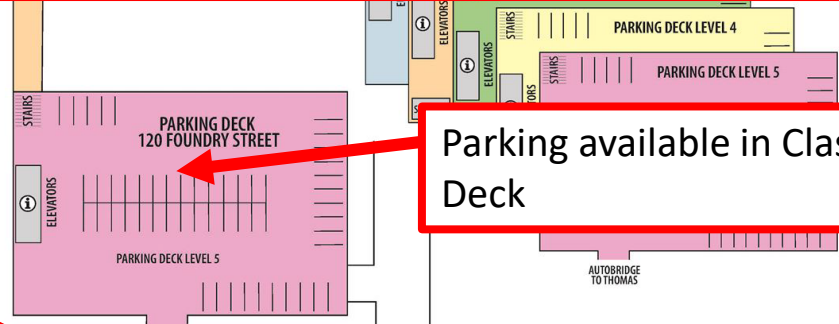 PARKING DECK LEVEL 4
STAIRS
ELEVATORS
PARKING DECK LEVEL 5
STAIRS
ELEVATORS
STAIRS
PARKING DECK
120 FOUNDRY STREET
ELEVATORS
PARKING DECK LEVEL 5
Parking available in
Deck
AUTOBRIDGE
TO THOMAS